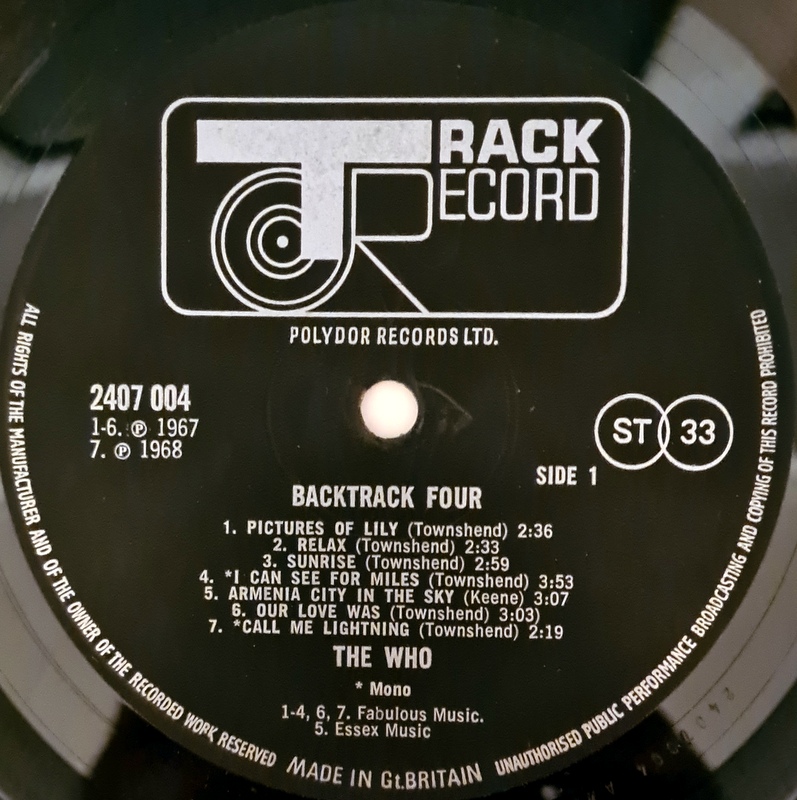 TRACK
RECORD
POLYDOR RECORDS LTD.
2407 004
1-6. ℗ 1967
7. ℗ 1968
ST 33
SIDE 1
BACKTRACK FOUR
1. PICTURES OF LILY (Townshend) 2:36
2. RELAX (Townshend) 2:33
3. SUNRISE (Townshend) 2:59
4. *I CAN SEE FOR MILES (Townshend) 3:53
5. ARMENIA CITY IN THE SKY (Keene) 3:07
6. OUR LOVE WAS (Townshend) 3:03)
7. *CALL ME LIGHTNING (Townshend) 2:19
THE WHO
* Mono
1-4, 6, 7. Fabulous Music.
5. Essex Music
ALL RIGHTS OF THE MANUFACTURER AND OF THE OWNER OF THE RECORDED WORK RESERVED
MADE IN Gt.BRITAIN
UNAUTHORISED PUBLIC PERFORMANCE BROADCASTING AND COPYING OF THIS RECORD PROHIBITED